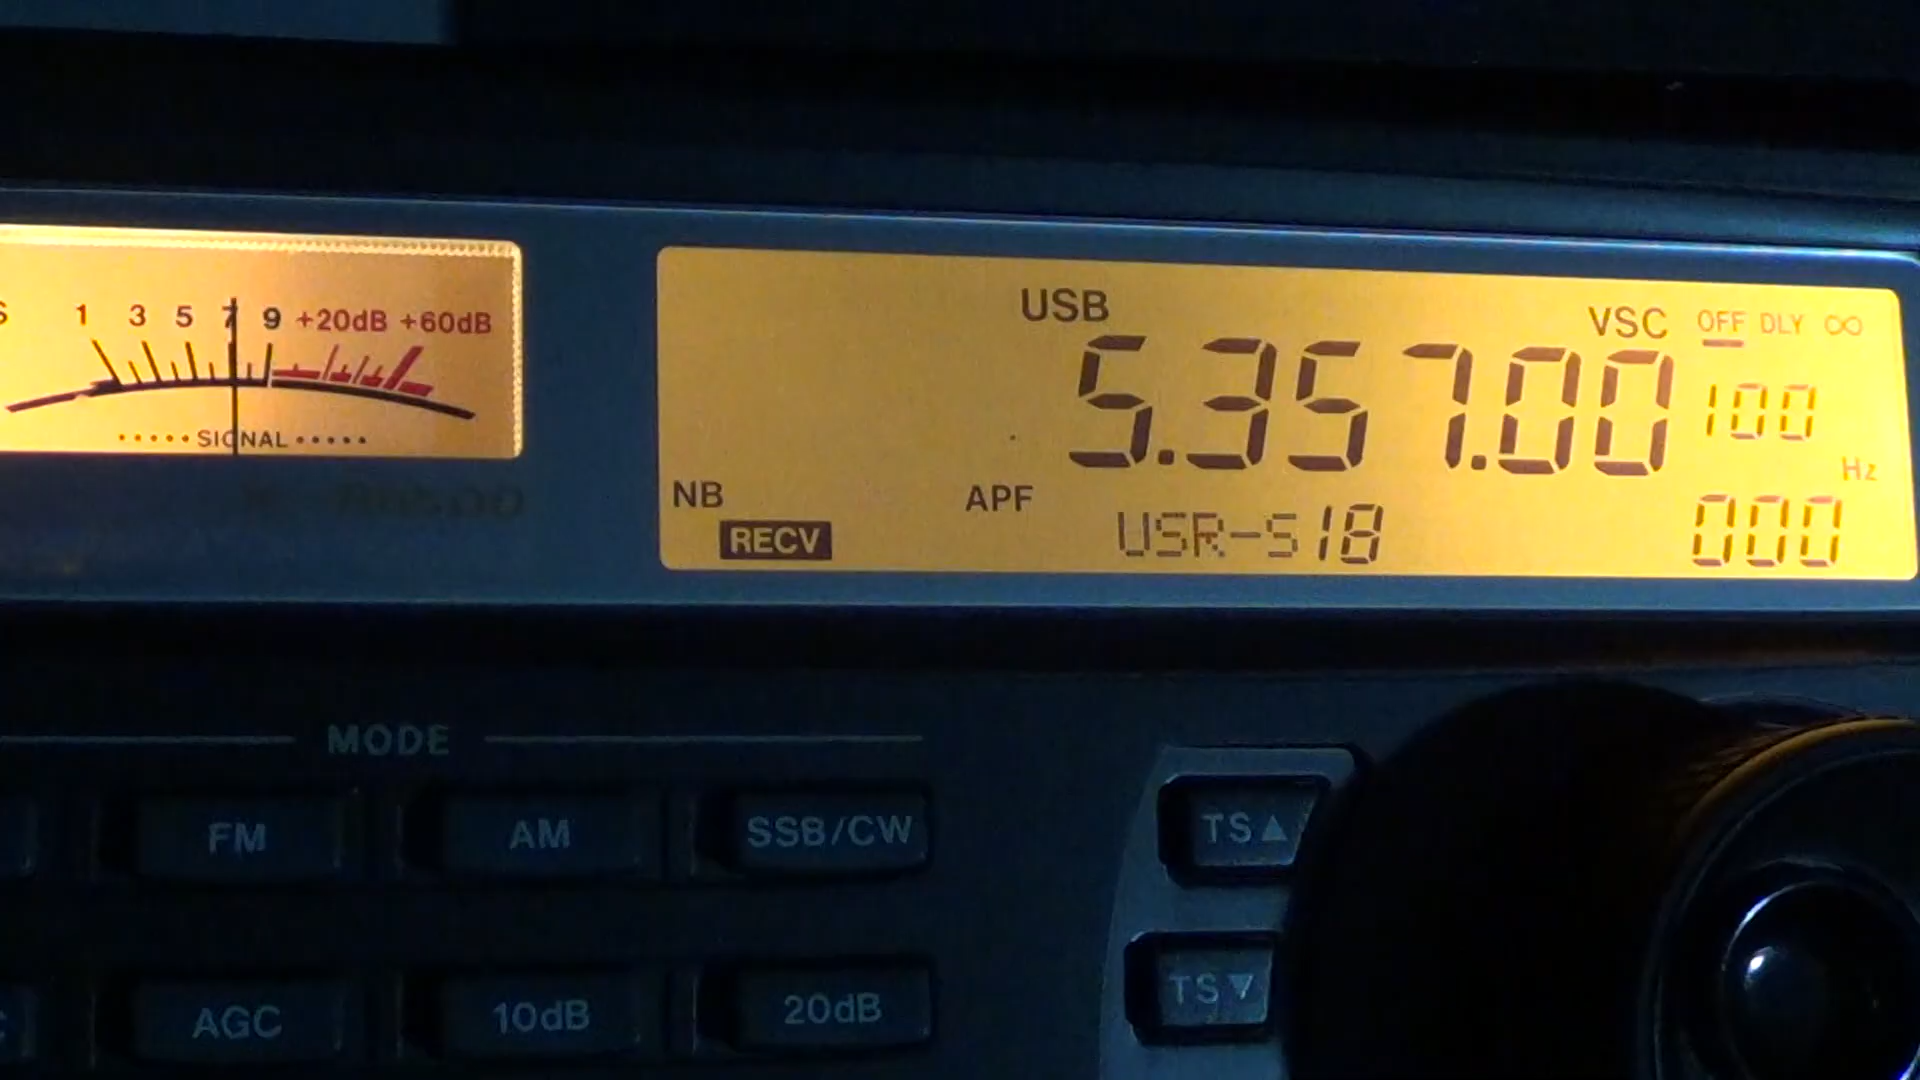 S 1 3 5 7 9 +20dB +60dB
SIGNAL
USB VSC OFF DLY ∞
5.357.00 100
Hz
NB RECV APF USR-S18 000
MODE
FM AM SSB/CW TS▲
AGC 10dB 20dB TS▼